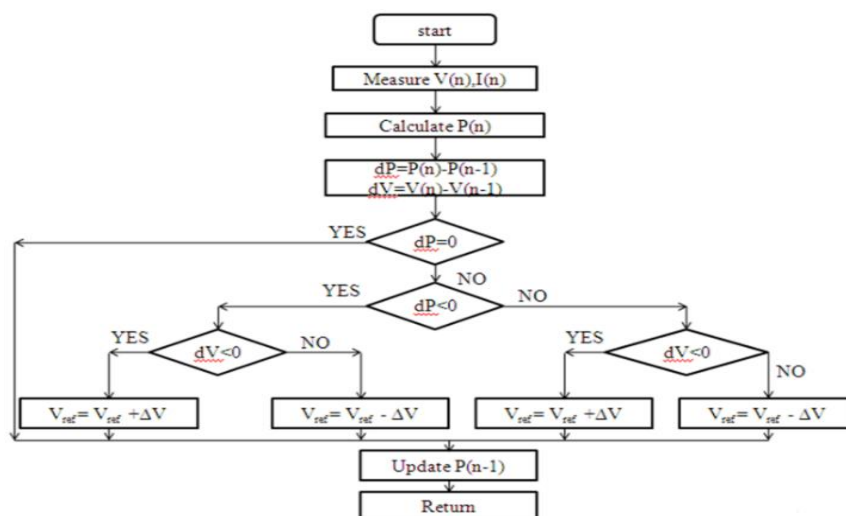 start
Measure V(n),I(n)
Calculate P(n)
dP=P(n)-P(n-1)
dV=V(n)-V(n-1)
YES
dP=0
NO
YES
dP<0
NO
YES
dV<0
NO
YES
dV<0
NO
Vref= Vref +ΔV
Vref= Vref - ΔV
Vref= Vref +ΔV
Vref= Vref - ΔV
Update P(n-1)
Return